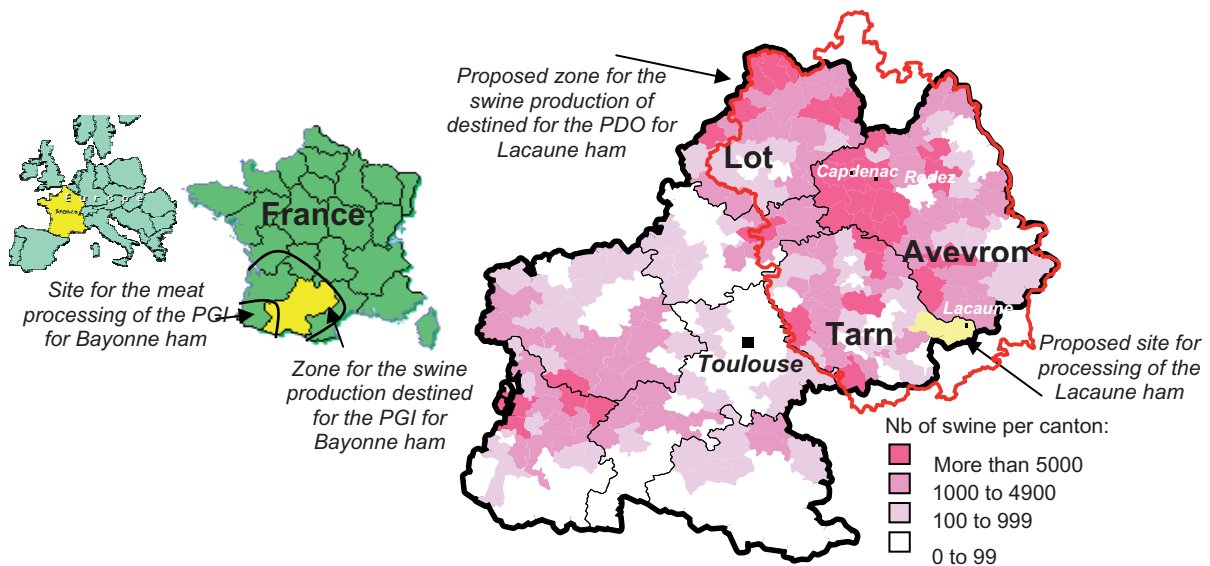 Proposed zone for the
swine production of
destined for the PDO for
Lacaune ham
France
France
Site for the meat
processing of the PGI
for Bayonne ham
Zone for the swine
production destined
for the PGI for
Bayonne ham
Lot
Capdenac
Rodez
Avevron
Lacaune
Tarn
Toulouse
Proposed site for
processing of the
Lacaune ham
Nb of swine per canton:
More than 5000
1000 to 4900
100 to 999
0 to 99